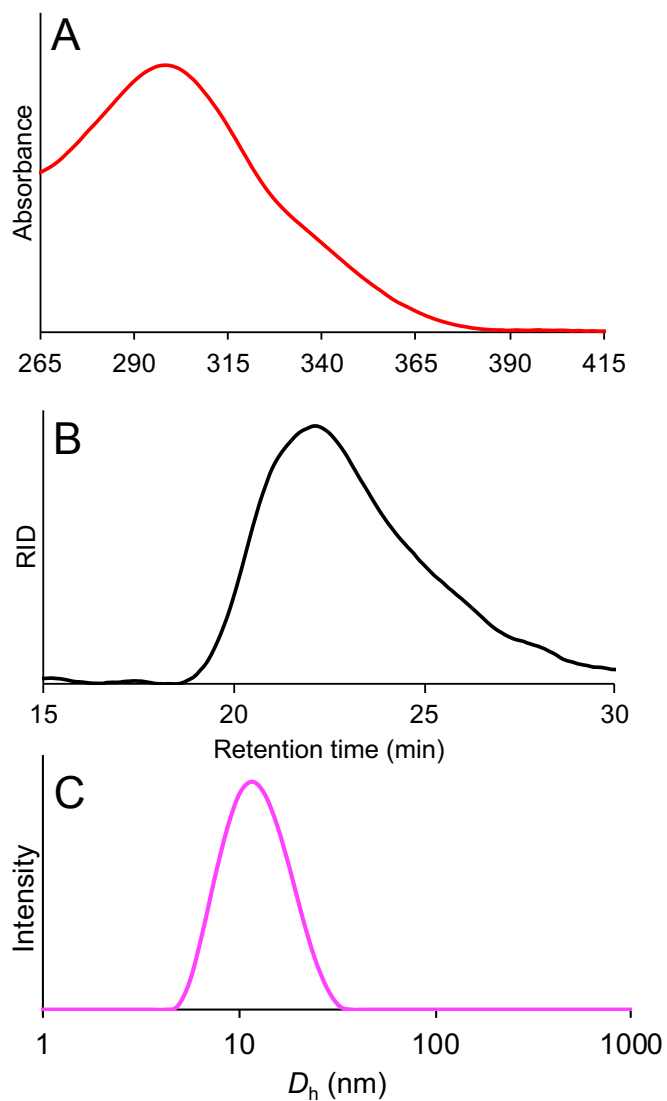 A
Absorbance
265 290 315 340 365 390 415
B
RID
15 20 25 30
Retention time (min)
C
Intensity
1 10 100 1000
Dh (nm)